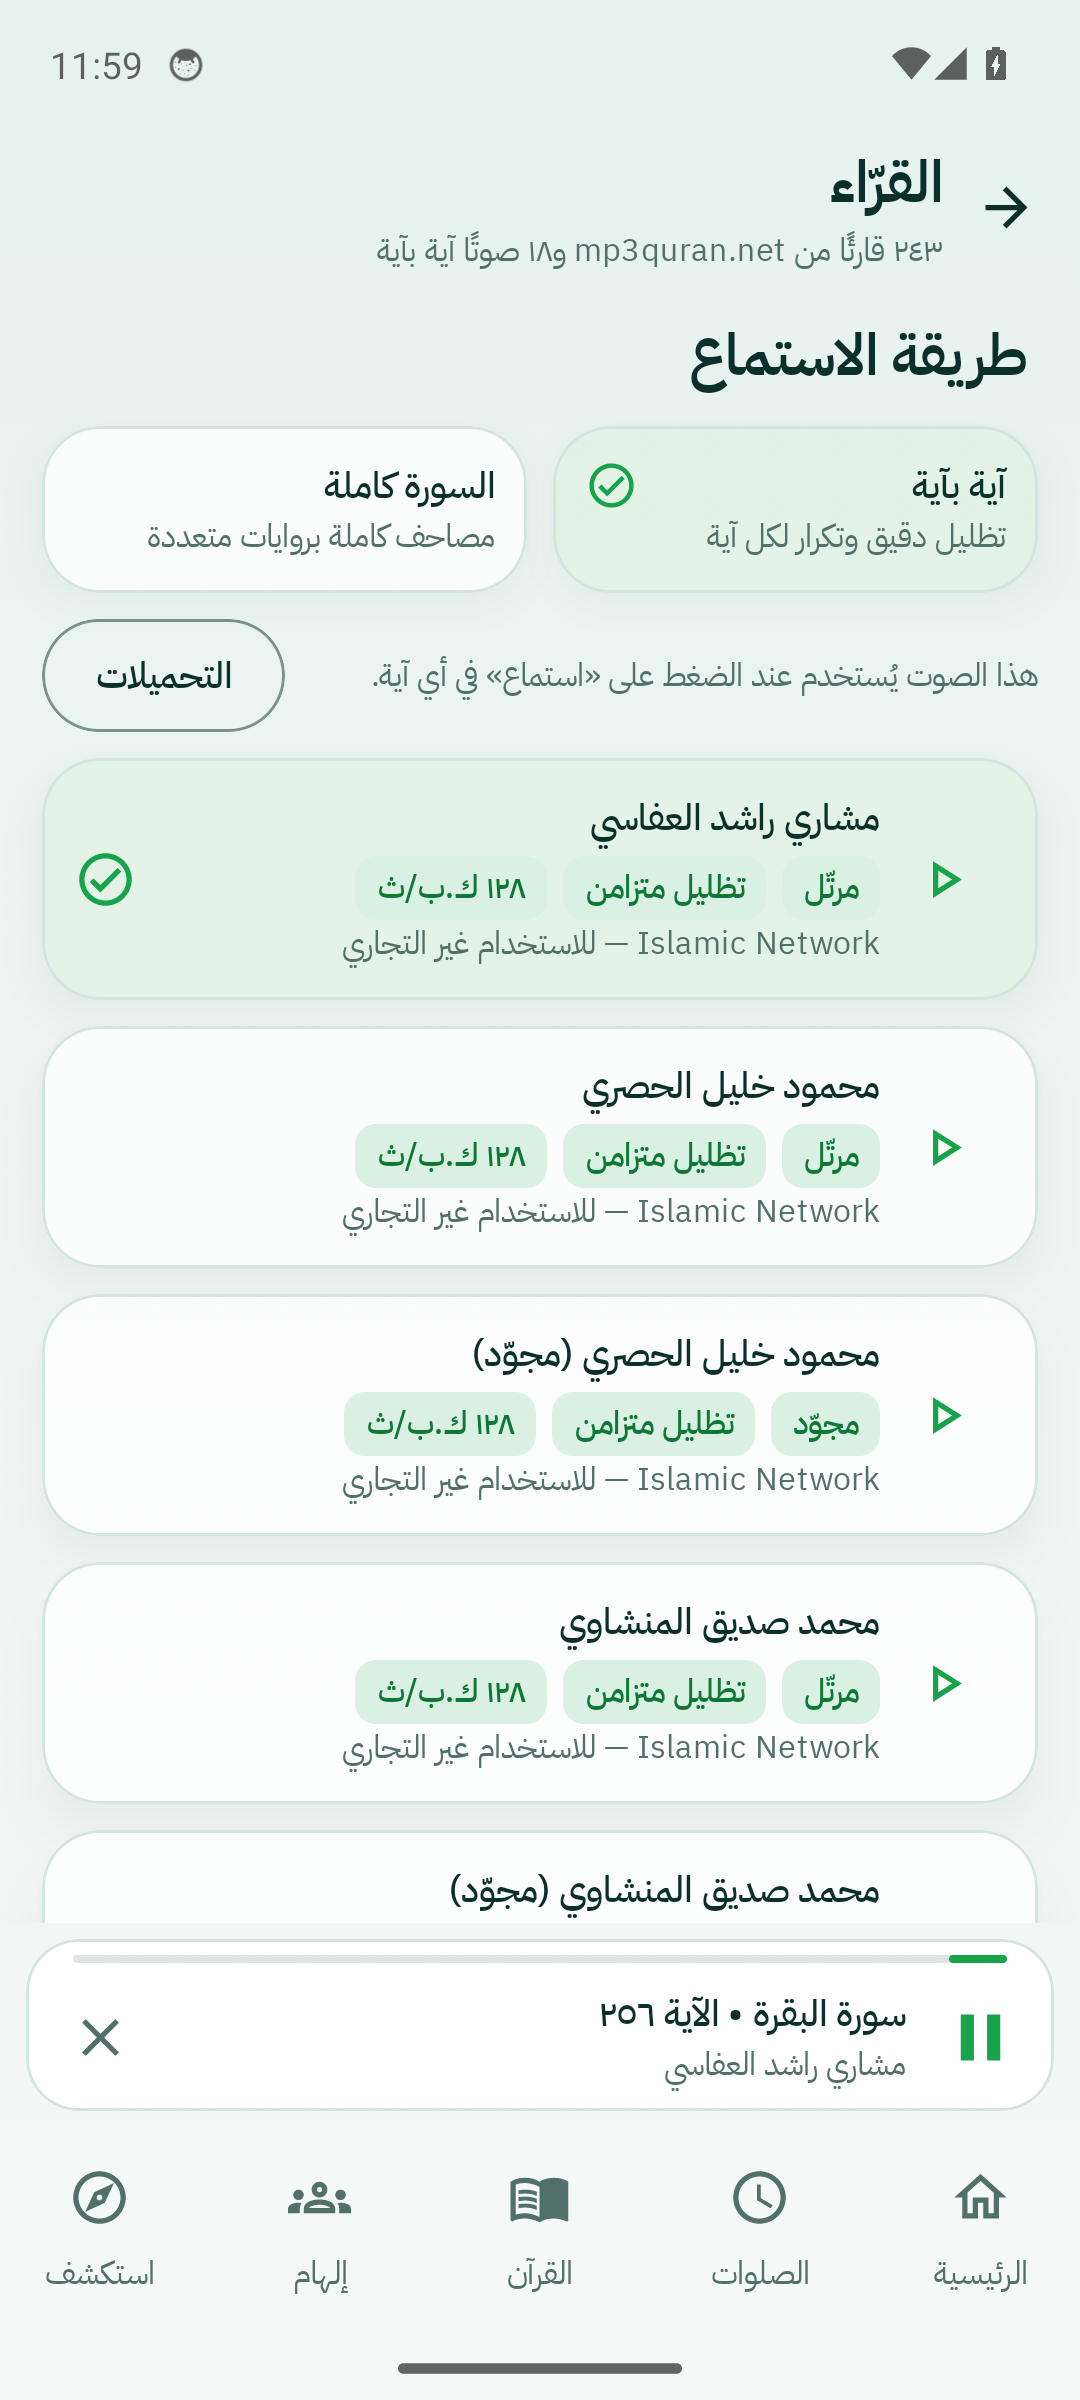 11:59
القرّاء
٢٤٣ قارئًا من mp3quran.net و١٨ صوتًا آية بآية
طريقة الاستماع
آية بآية
تظليل دقيق وتكرار لكل آية
السورة كاملة
مصاحف كاملة بروايات متعددة
هذا الصوت يُستخدم عند الضغط على «استماع» في أي آية.
التحميلات
مشاري راشد العفاسي
مرتّل تظليل متزامن ١٢٨ ك.ب/ث
Islamic Network — للاستخدام غير التجاري
محمود خليل الحصري
مرتّل تظليل متزامن ١٢٨ ك.ب/ث
Islamic Network — للاستخدام غير التجاري
محمود خليل الحصري (مجوّد)
مجوّد تظليل متزامن ١٢٨ ك.ب/ث
Islamic Network — للاستخدام غير التجاري
محمد صديق المنشاوي
مرتّل تظليل متزامن ١٢٨ ك.ب/ث
Islamic Network — للاستخدام غير التجاري
محمد صديق المنشاوي (مجوّد)
سورة البقرة • الآية ٢٥٦
مشاري راشد العفاسي
الرئيسية الصلوات القرآن إلهام استكشف